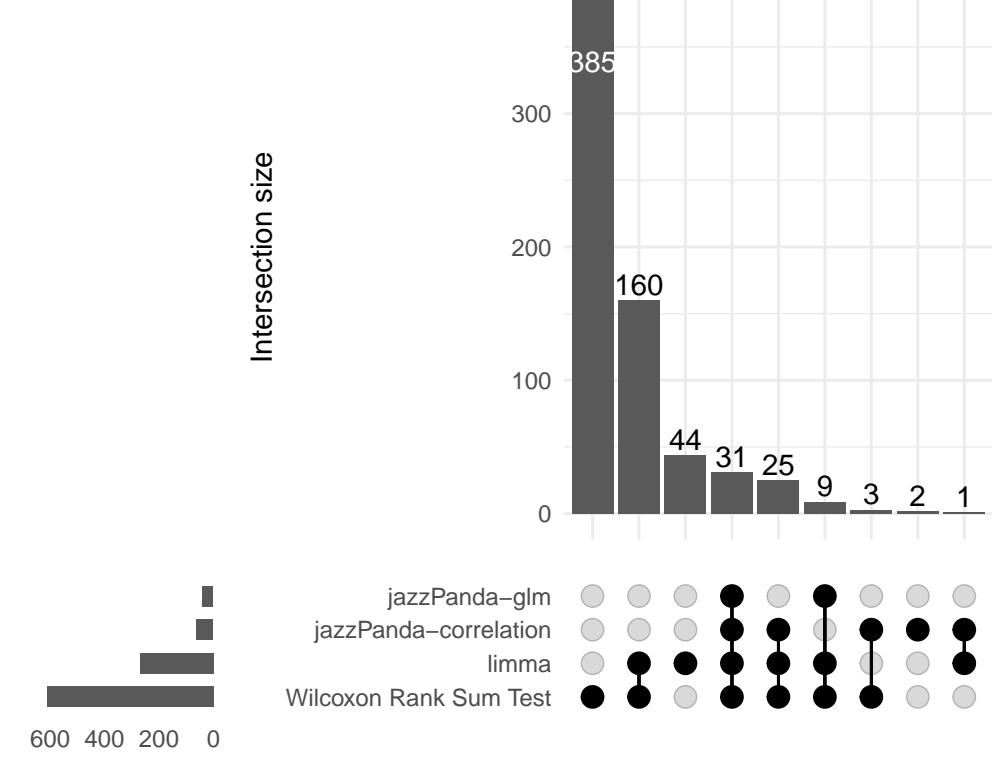 385
300
160
200
100
44
31
25
9
3
2
1
0
Intersection size
jazzPanda−glm
jazzPanda−correlation
limma
Wilcoxon Rank Sum Test
600 400 200 0